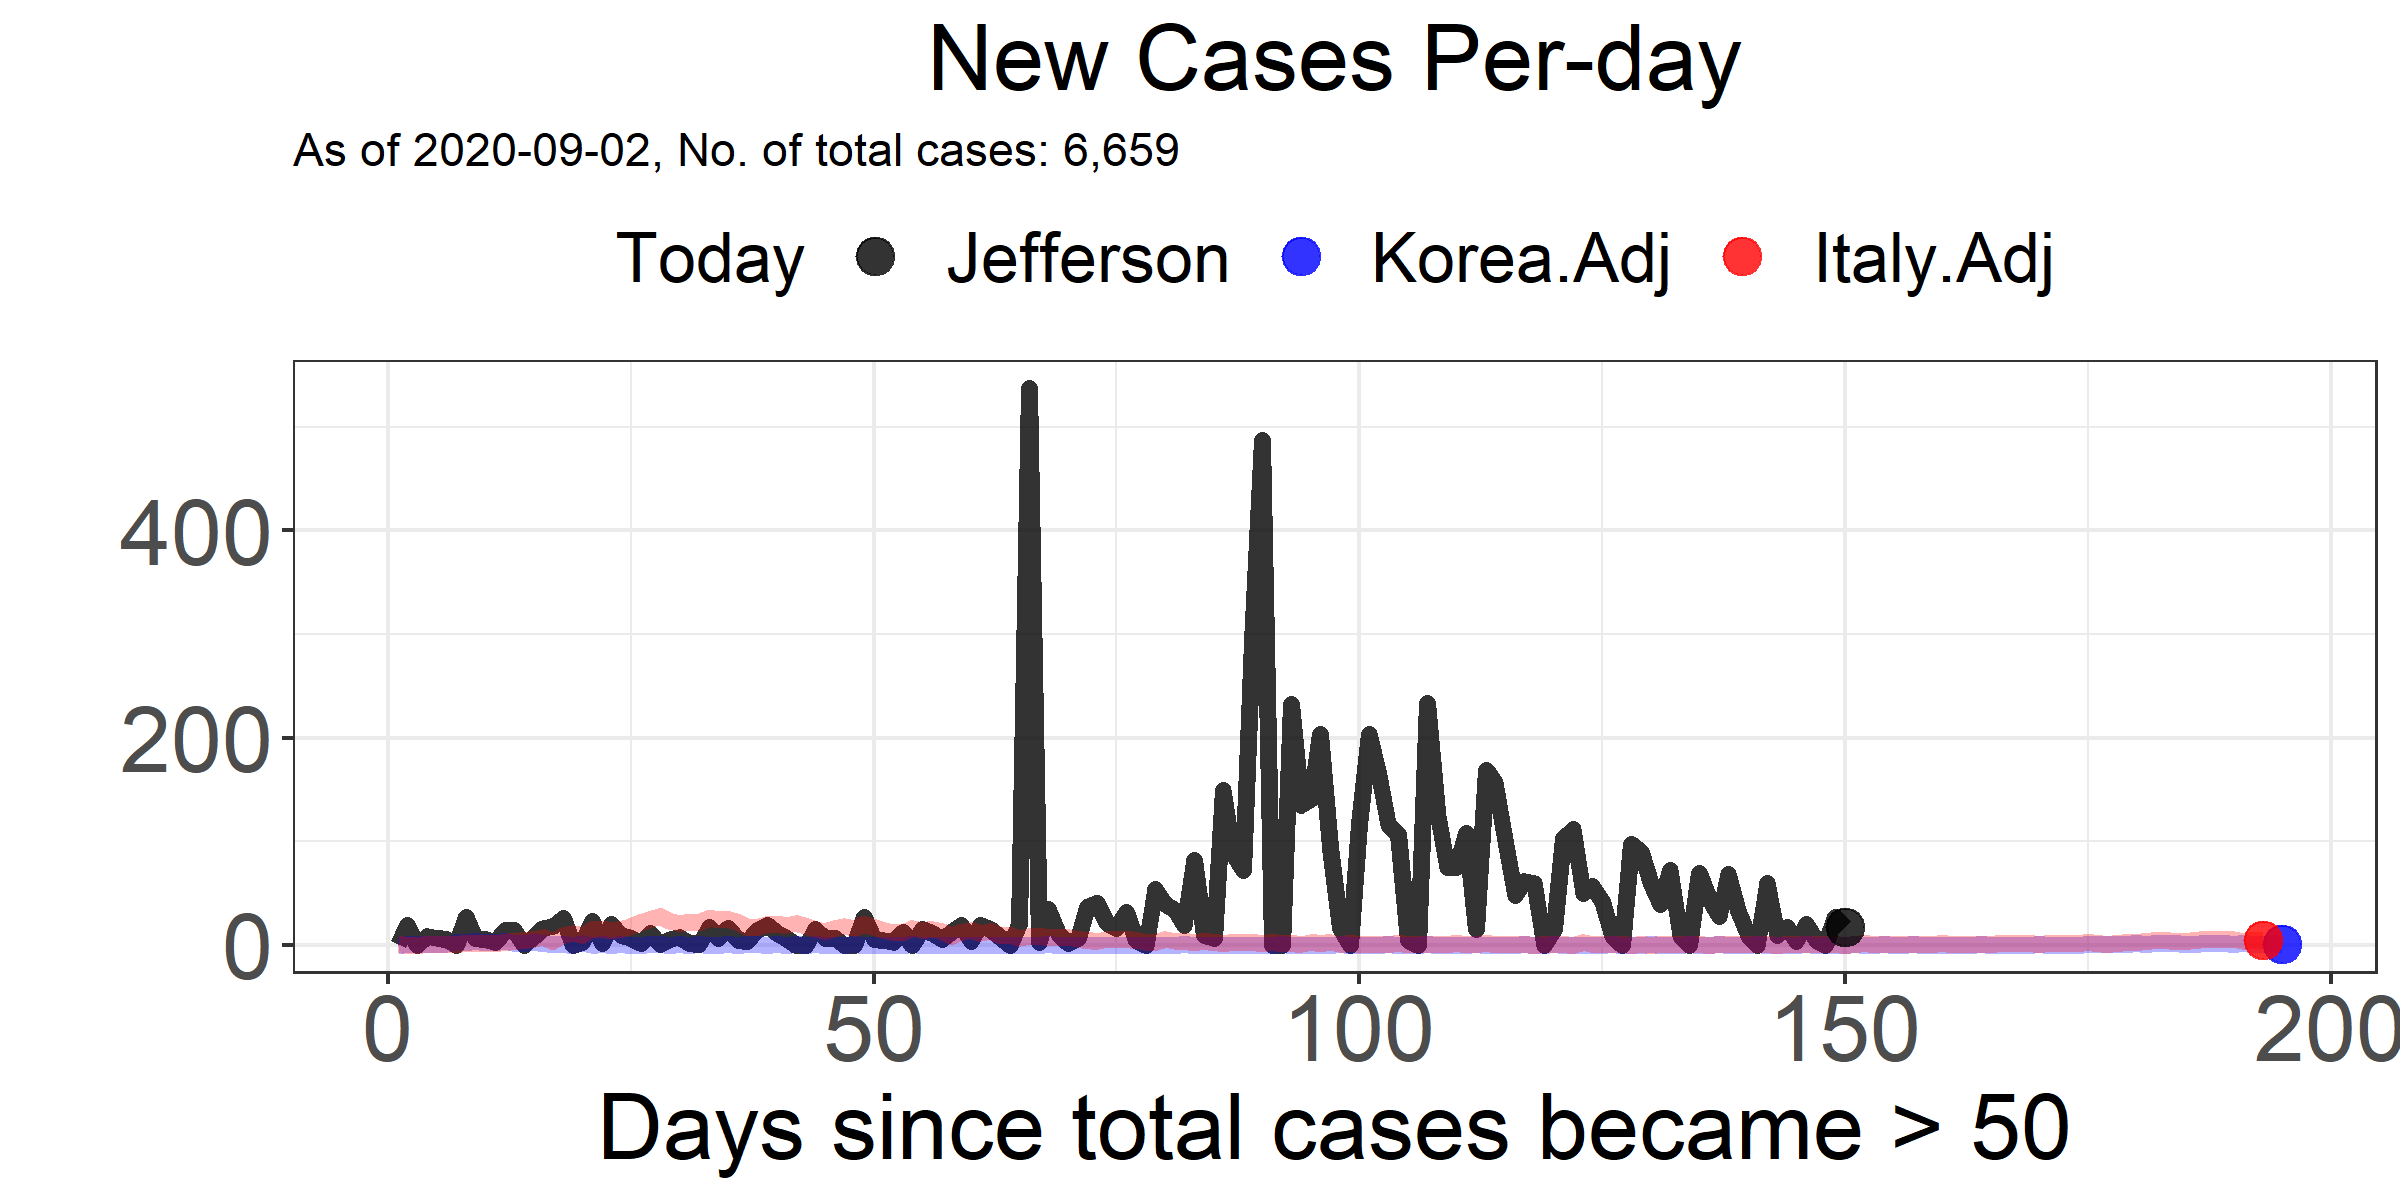 New Cases Per-day
As of 2020-09-02, No. of total cases: 6,659
Today Jefferson Korea.Adj Italy.Adj
400
200
0
0 50 100 150 200
Days since total cases became > 50